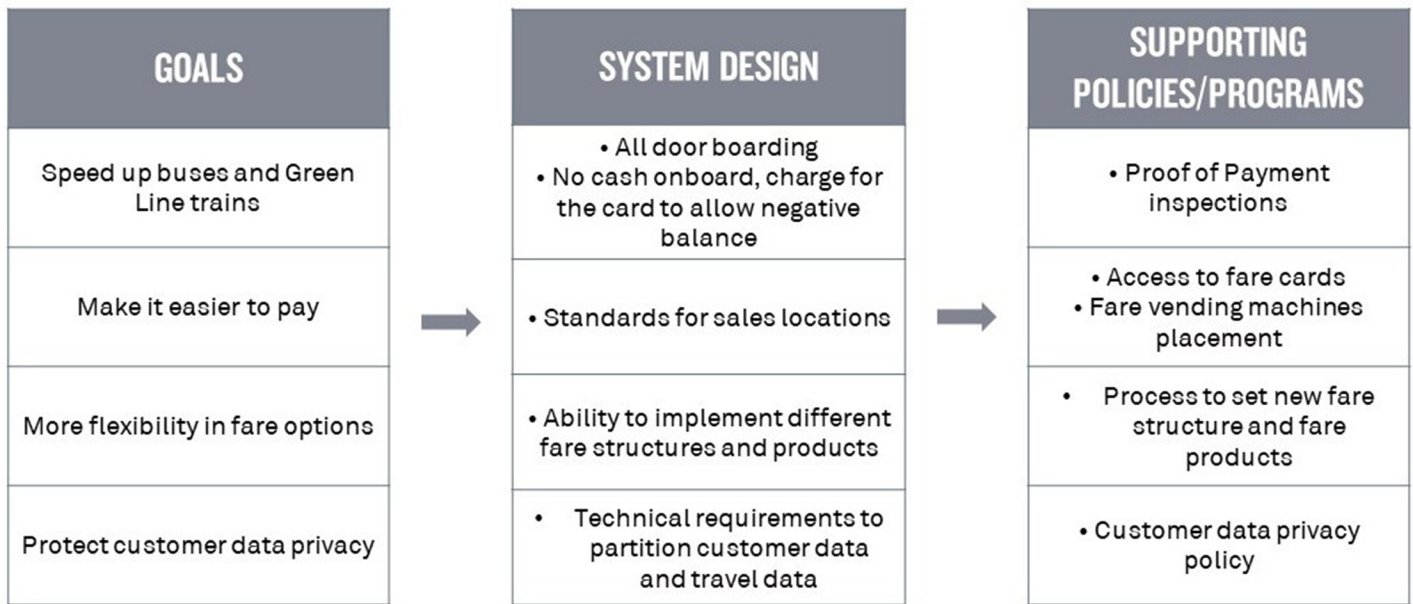 GOALS
Speed up buses and Green
Line trains
Make it easier to pay
More flexibility in fare options
Protect customer data privacy
SYSTEM DESIGN
• All door boarding
• No cash onboard, charge for
the card to allow negative
balance
• Standards for sales locations
• Ability to implement different
fare structures and products
• Technical requirements to
partition customer data
and travel data
SUPPORTING
POLICIES/PROGRAMS
• Proof of Payment
inspections
• Access to fare cards
• Fare vending machines
placement
• Process to set new fare
structure and fare
products
• Customer data privacy
policy